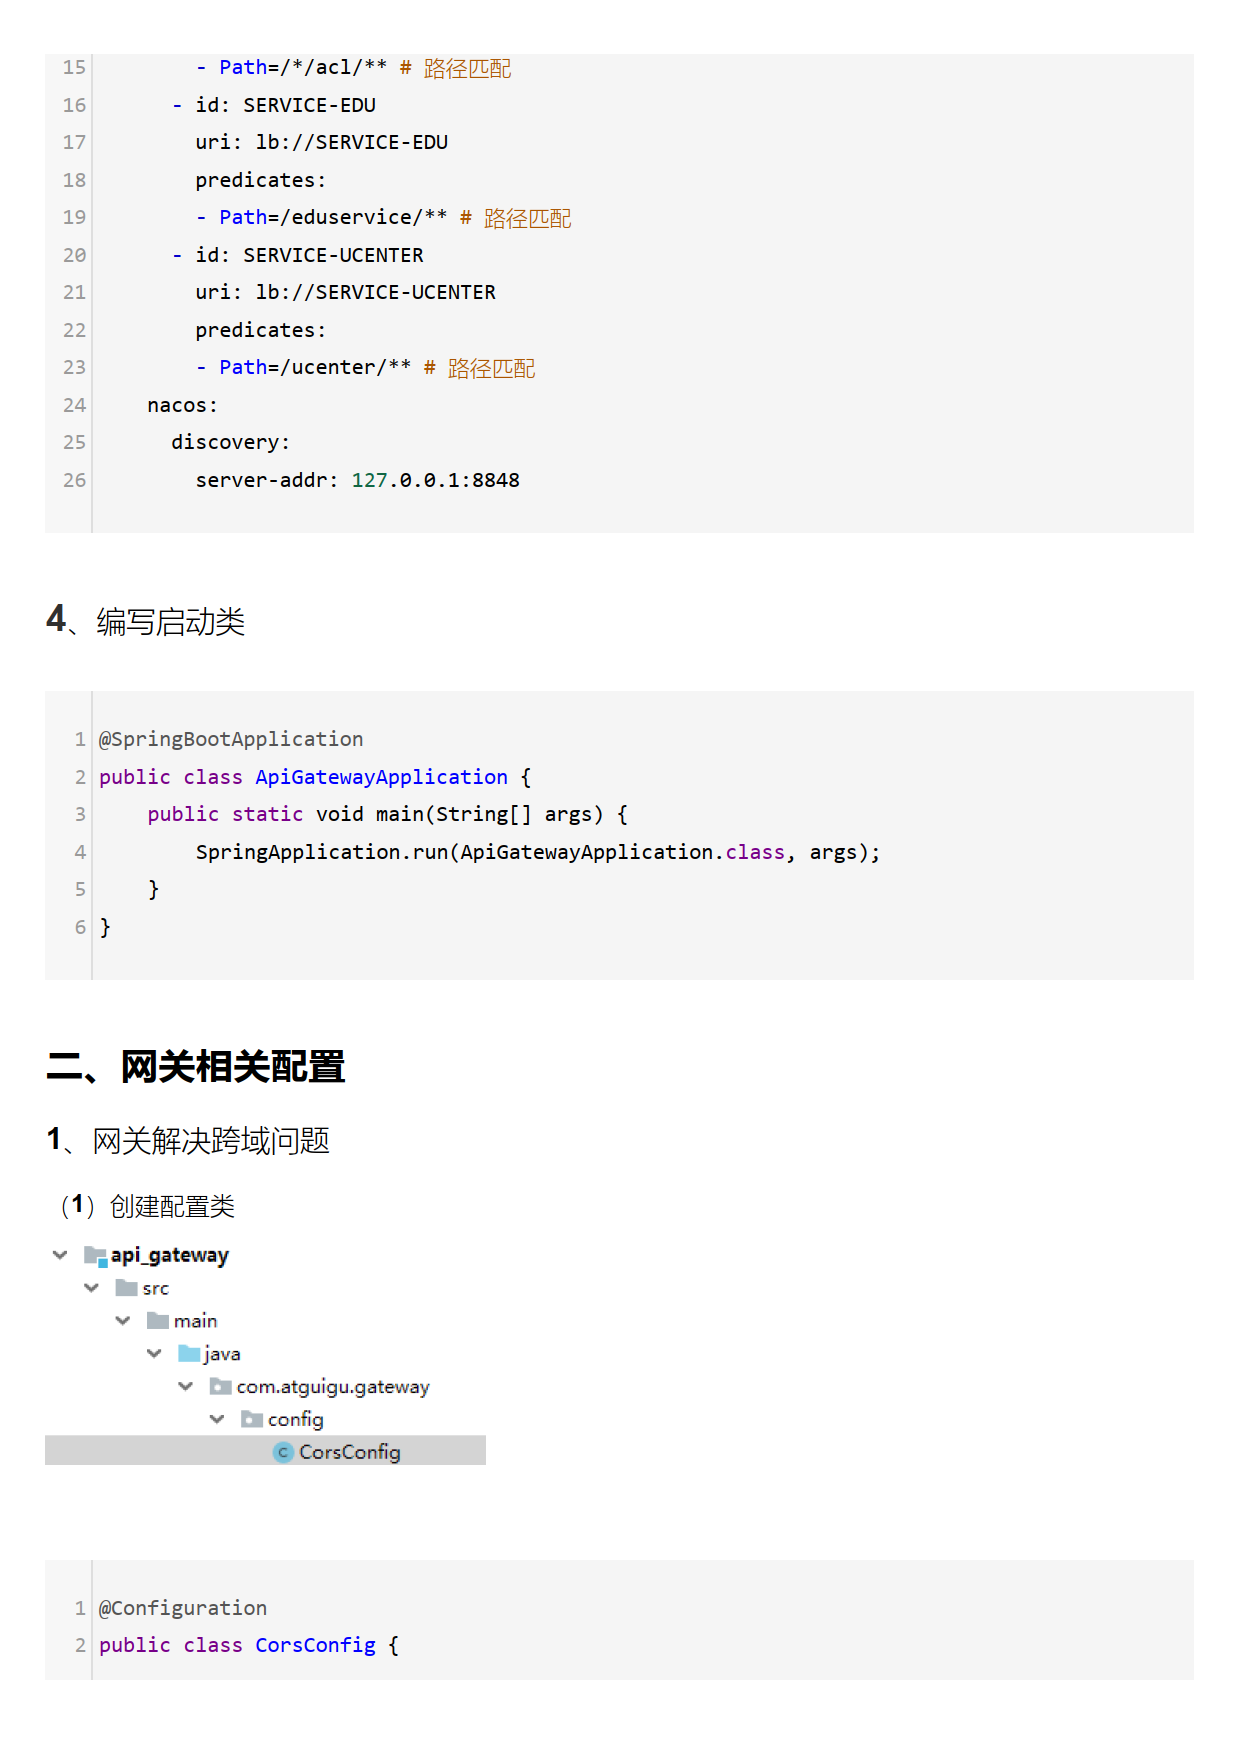 15         - Path=/*/acl/** # 路径匹配
16       - id: SERVICE-EDU
17         uri: lb://SERVICE-EDU
18         predicates:
19         - Path=/eduservice/** # 路径匹配
20       - id: SERVICE-UCENTER
21         uri: lb://SERVICE-UCENTER
22         predicates:
23         - Path=/ucenter/** # 路径匹配
24     nacos:
25       discovery:
26         server-addr: 127.0.0.1:8848
4、编写启动类
1 @SpringBootApplication
2 public class ApiGatewayApplication {
3     public static void main(String[] args) {
4         SpringApplication.run(ApiGatewayApplication.class, args);
5     }
6 }
二、网关相关配置
1、网关解决跨域问题
（1）创建配置类
api_gateway
src
main
java
com.atguigu.gateway
config
CorsConfig
1 @Configuration
2 public class CorsConfig {